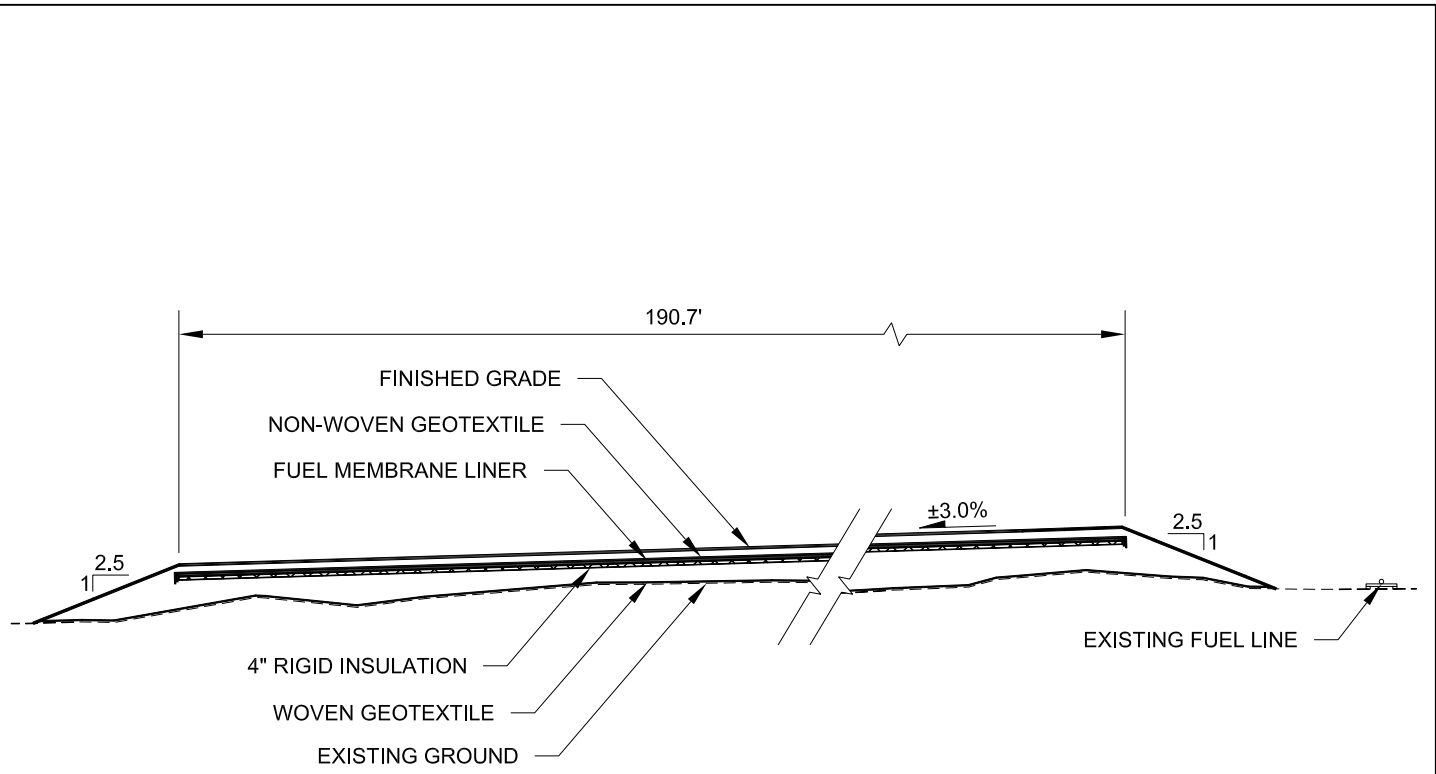 190.7'
FINISHED GRADE
NON-WOVEN GEOTEXTILE
FUEL MEMBRANE LINER
±3.0%
2.5
1
2.5
1
EXISTING FUEL LINE
4" RIGID INSULATION
WOVEN GEOTEXTILE
EXISTING GROUND